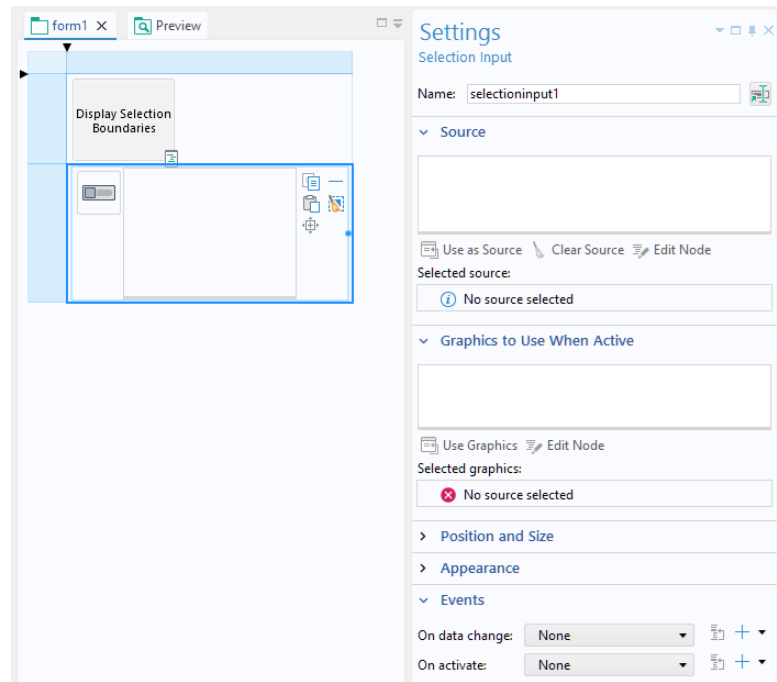 form1
Preview
Display Selection
Boundaries
Settings
Selection Input
Name: selectioninput1
Source
Use as Source Clear Source Edit Node
Selected source:
No source selected
Graphics to Use When Active
Use Graphics Edit Node
Selected graphics:
No source selected
Position and Size
Appearance
Events
On data change: None
On activate: None